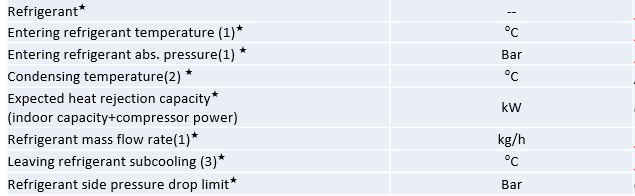 Refrigerant★ --
Entering refrigerant temperature (1)★ °C
Entering refrigerant abs. pressure(1) ★ Bar
Condensing temperature(2) ★ °C
Expected heat rejection capacity★
(indoor capacity+compressor power) kW
Refrigerant mass flow rate(1)★ kg/h
Leaving refrigerant subcooling (3)★ °C
Refrigerant side pressure drop limit★ Bar